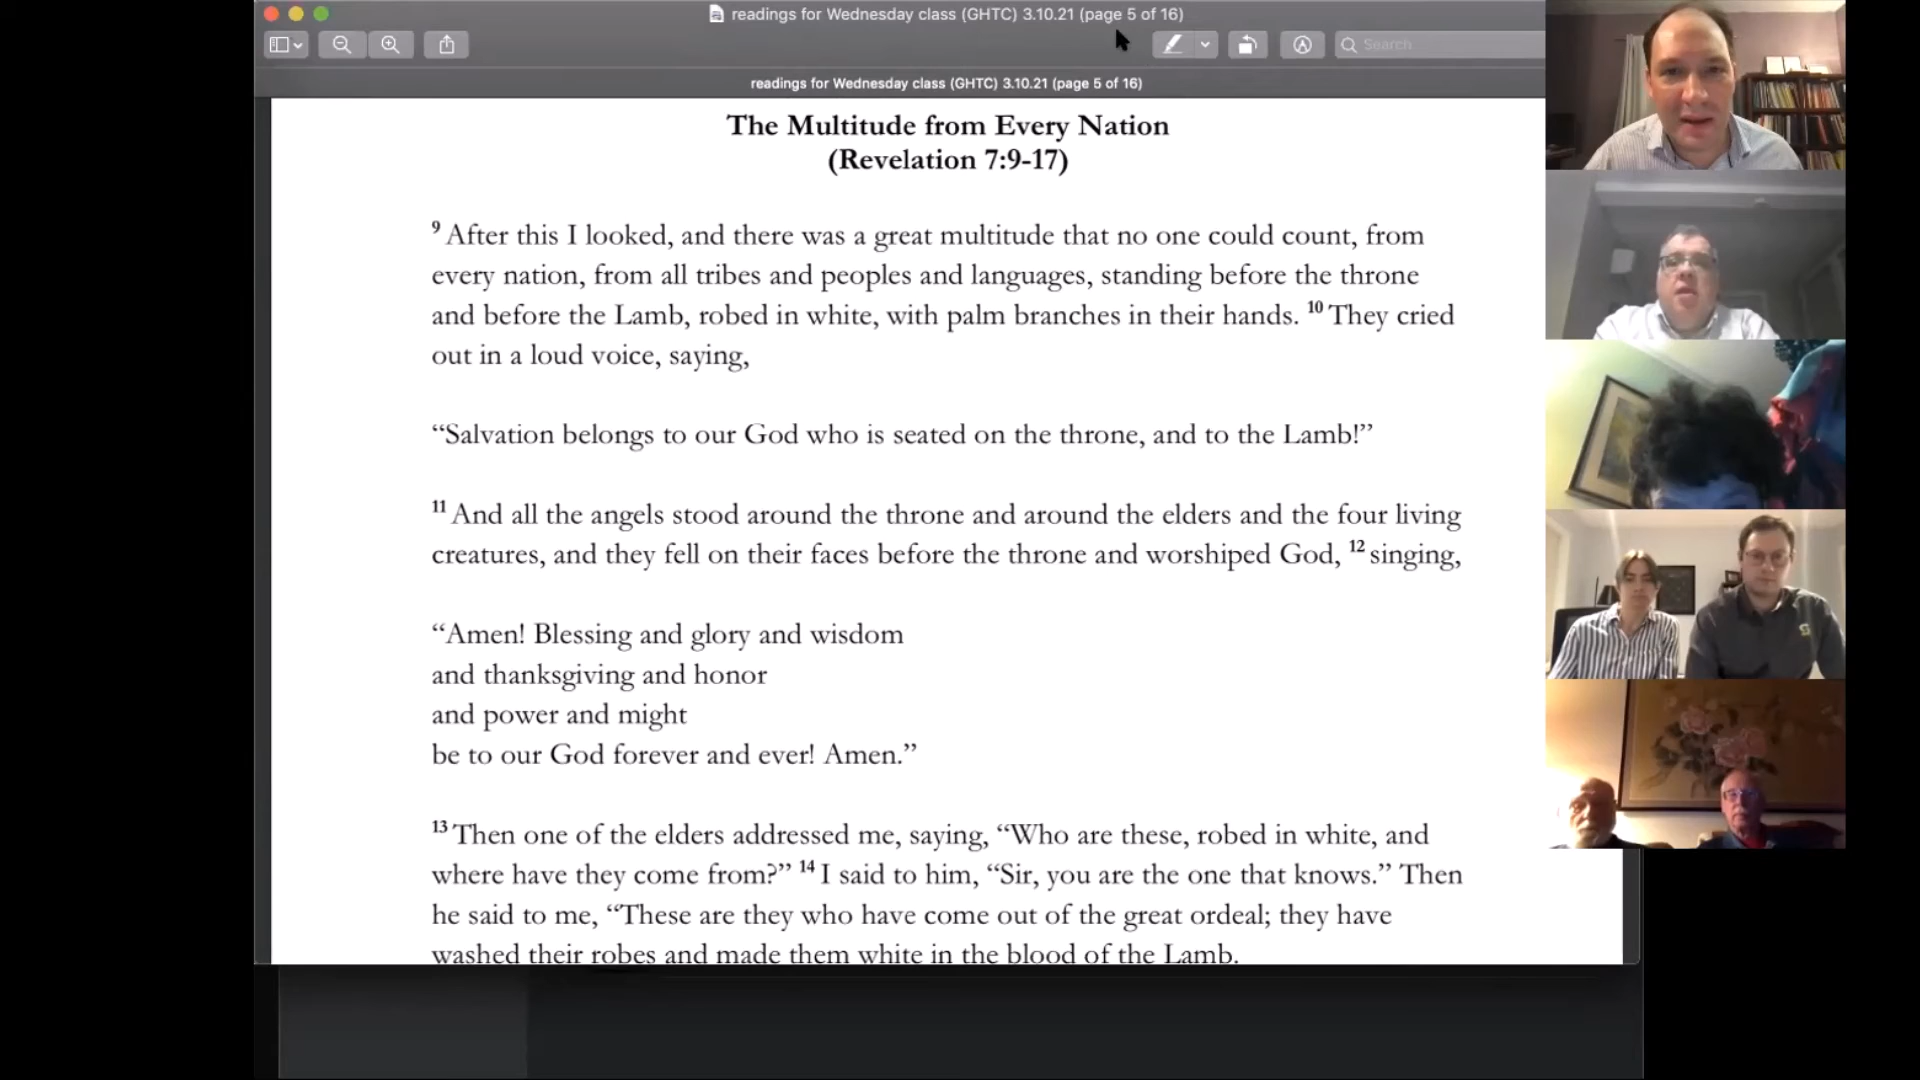 readings for Wednesday class (GHTC) 3.10.21 (page 5 of 16)
Search
readings for Wednesday class (GHTC) 3.10.21 (page 5 of 16)
The Multitude from Every Nation
(Revelation 7:9-17)
9 After this I looked, and there was a great multitude that no one could count, from
every nation, from all tribes and peoples and languages, standing before the throne
and before the Lamb, robed in white, with palm branches in their hands. 10 They cried
out in a loud voice, saying,
“Salvation belongs to our God who is seated on the throne, and to the Lamb!”
11 And all the angels stood around the throne and around the elders and the four living
creatures, and they fell on their faces before the throne and worshiped God, 12 singing,
“Amen! Blessing and glory and wisdom
and thanksgiving and honor
and power and might
be to our God forever and ever! Amen.”
13 Then one of the elders addressed me, saying, “Who are these, robed in white, and
where have they come from?” 14 I said to him, “Sir, you are the one that knows.” Then
he said to me, “These are they who have come out of the great ordeal; they have
washed their robes and made them white in the blood of the Lamb.